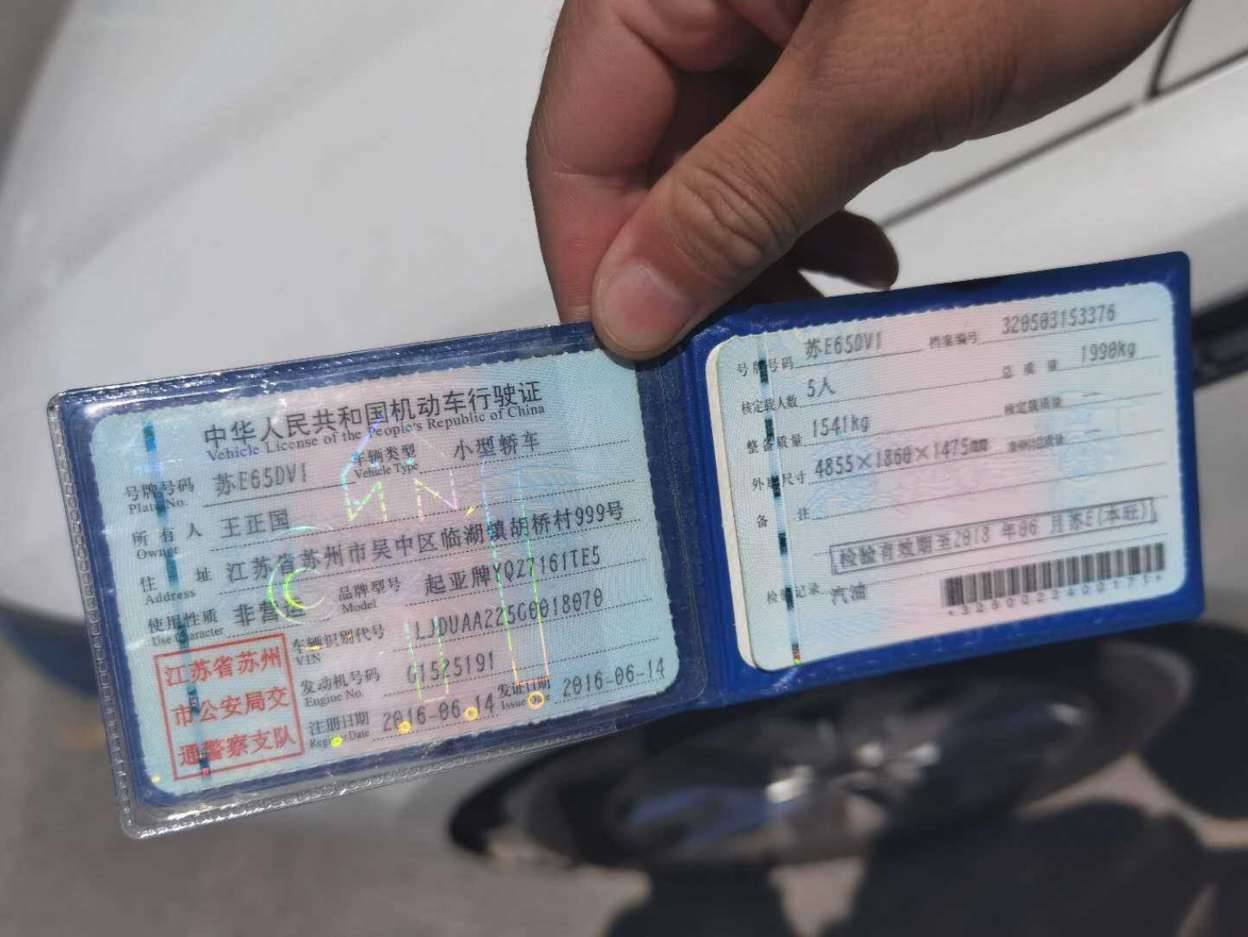 中华人民共和国机动车行驶证
Vehicle License of the People's Republic of China
号牌号码 Plate No. 苏E65DV1 车辆类型 Vehicle Type 小型轿车
所有人 Owner 王正国
住址 Address 江苏省苏州市吴中区临湖镇胡桥村999号
使用性质 Use Character 非营运 品牌型号 Model 起亚牌YQZ7161TE5
车辆识别代号 VIN LJDUAA225G0018070
发动机号码 Engine No. G1525191
注册日期 Register Date 2016-06-14 发证日期 Issue Date 2016-06-14
江苏省苏州
市公安局交
通警察支队
号牌号码 苏E65DV1 档案编号 320503153376
核定载人数 5人 总质量 1990kg
整备质量 1541kg 核定载质量 --
外廓尺寸 4855×1860×1475 --
备注
检验有效期至2018 年06 月苏E(本旺)
检验记录 汽油